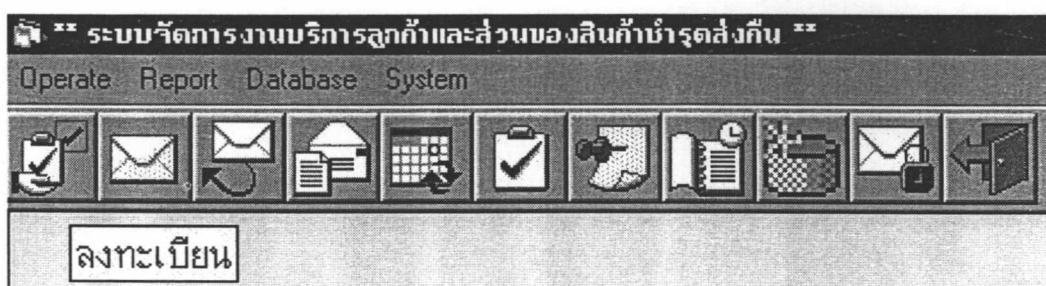 ** ระบบจัดการงานบริการลูกค้าและส่วนของสินค้าชำรุดส่งคืน **
Operate Report Database System
ลงทะเบียน